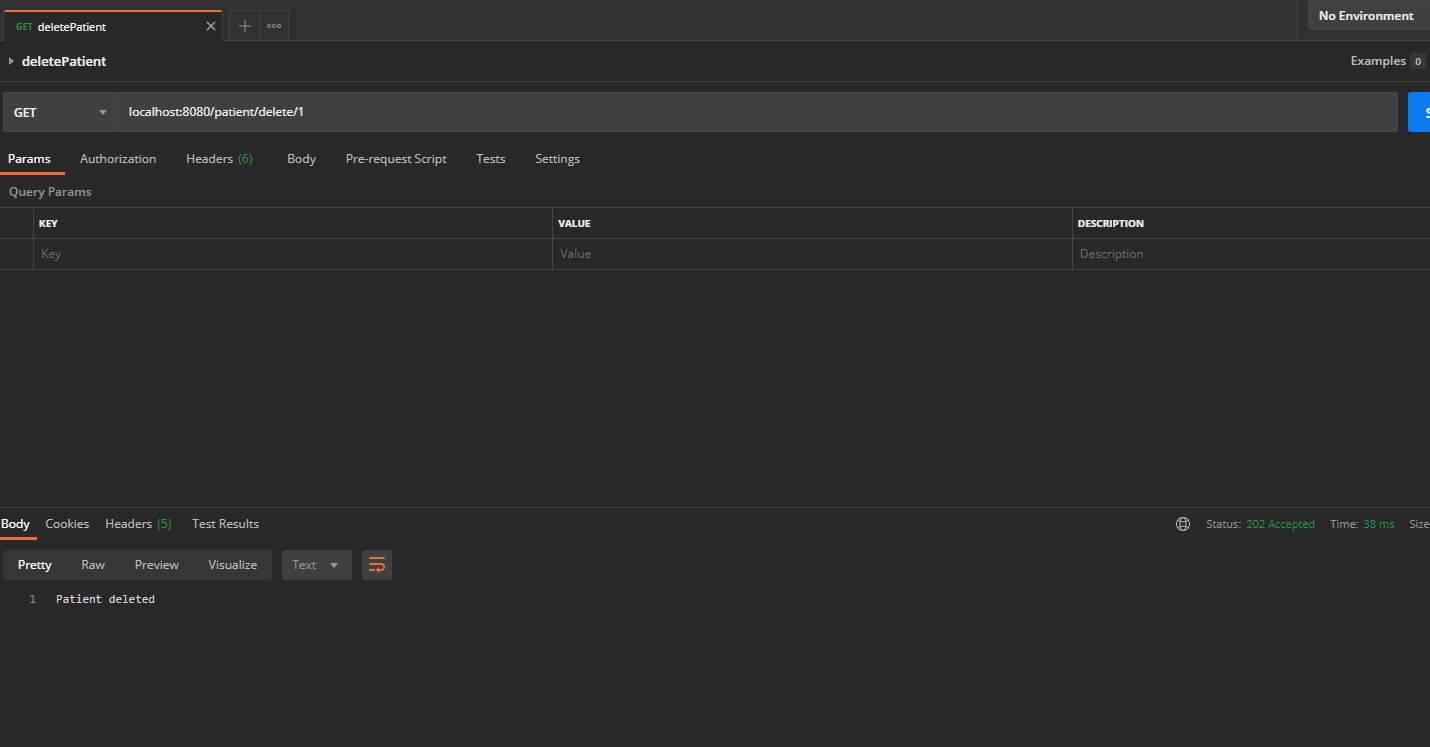 GET deletePatient
No Environment
deletePatient
Examples 0
GET localhost:8080/patient/delete/1
Params Authorization Headers (6) Body Pre-request Script Tests Settings
Query Params
KEY VALUE DESCRIPTION
Key Value Description
Body Cookies Headers (5) Test Results Status: 202 Accepted Time: 38 ms Size
Pretty Raw Preview Visualize Text
1 Patient deleted